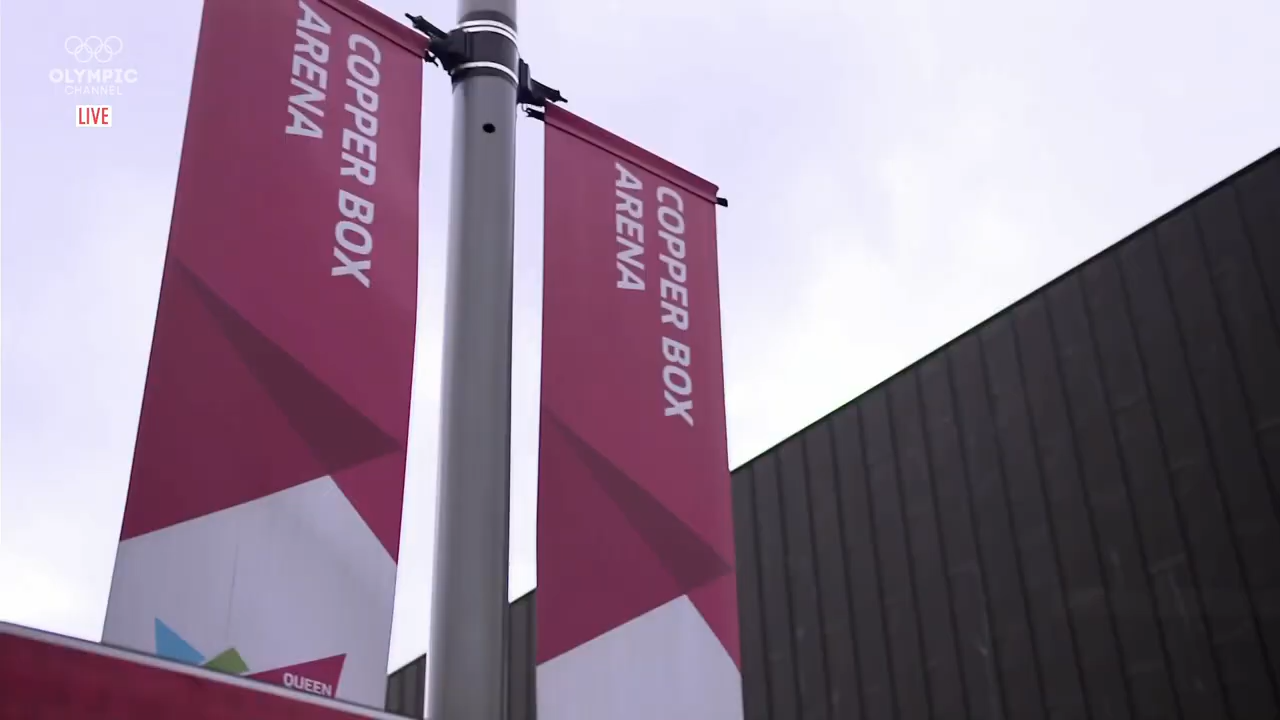 OLYMPIC
CHANNEL
LIVE
COPPER BOX
ARENA
COPPER BOX
ARENA
QUEEN